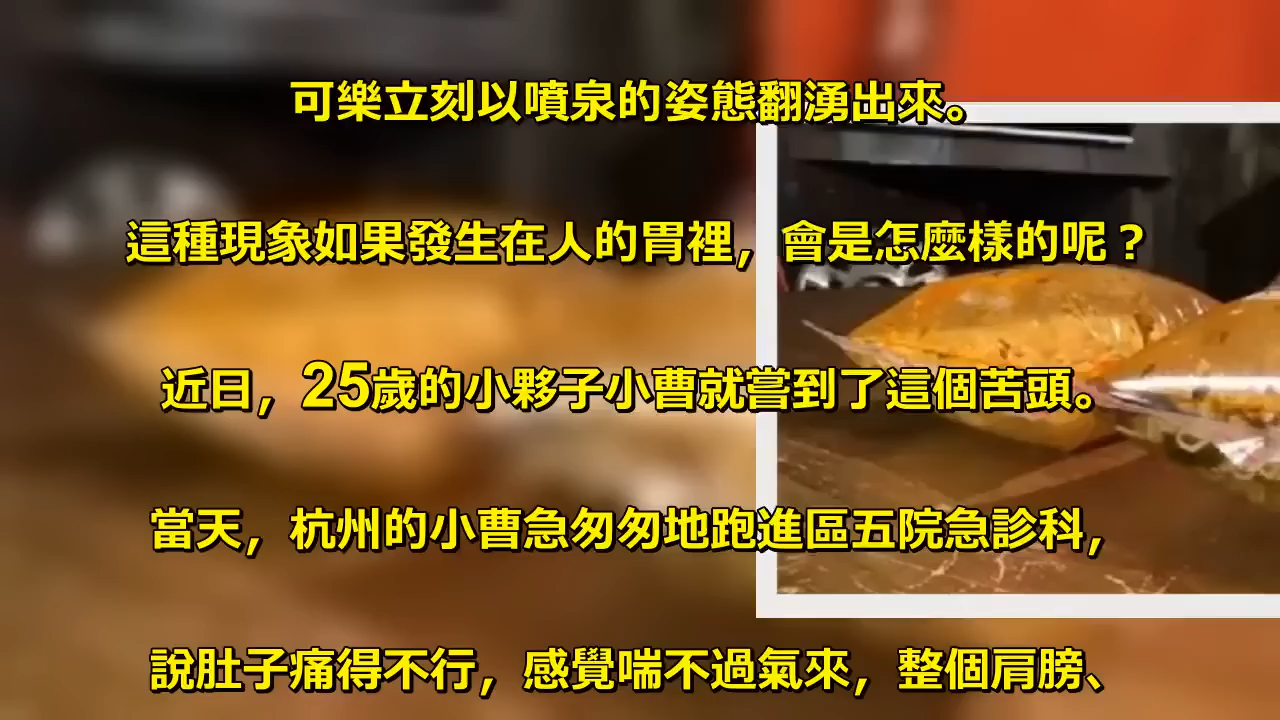 可樂立刻以噴泉的姿態翻湧出來。
這種現象如果發生在人的胃裡，會是怎麼樣的呢？
近日，25歲的小夥子小曹就嘗到了這個苦頭。
當天，杭州的小曹急匆匆地跑進區五院急診科，
說肚子痛得不行，感覺喘不過氣來，整個肩膀、